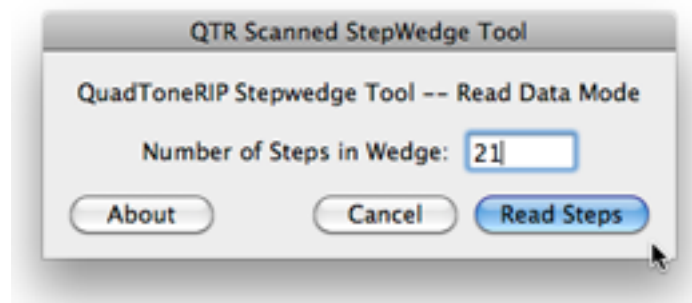 QTR Scanned StepWedge Tool
QuadToneRIP Stepwedge Tool -- Read Data Mode
Number of Steps in Wedge: 21
About Cancel Read Steps